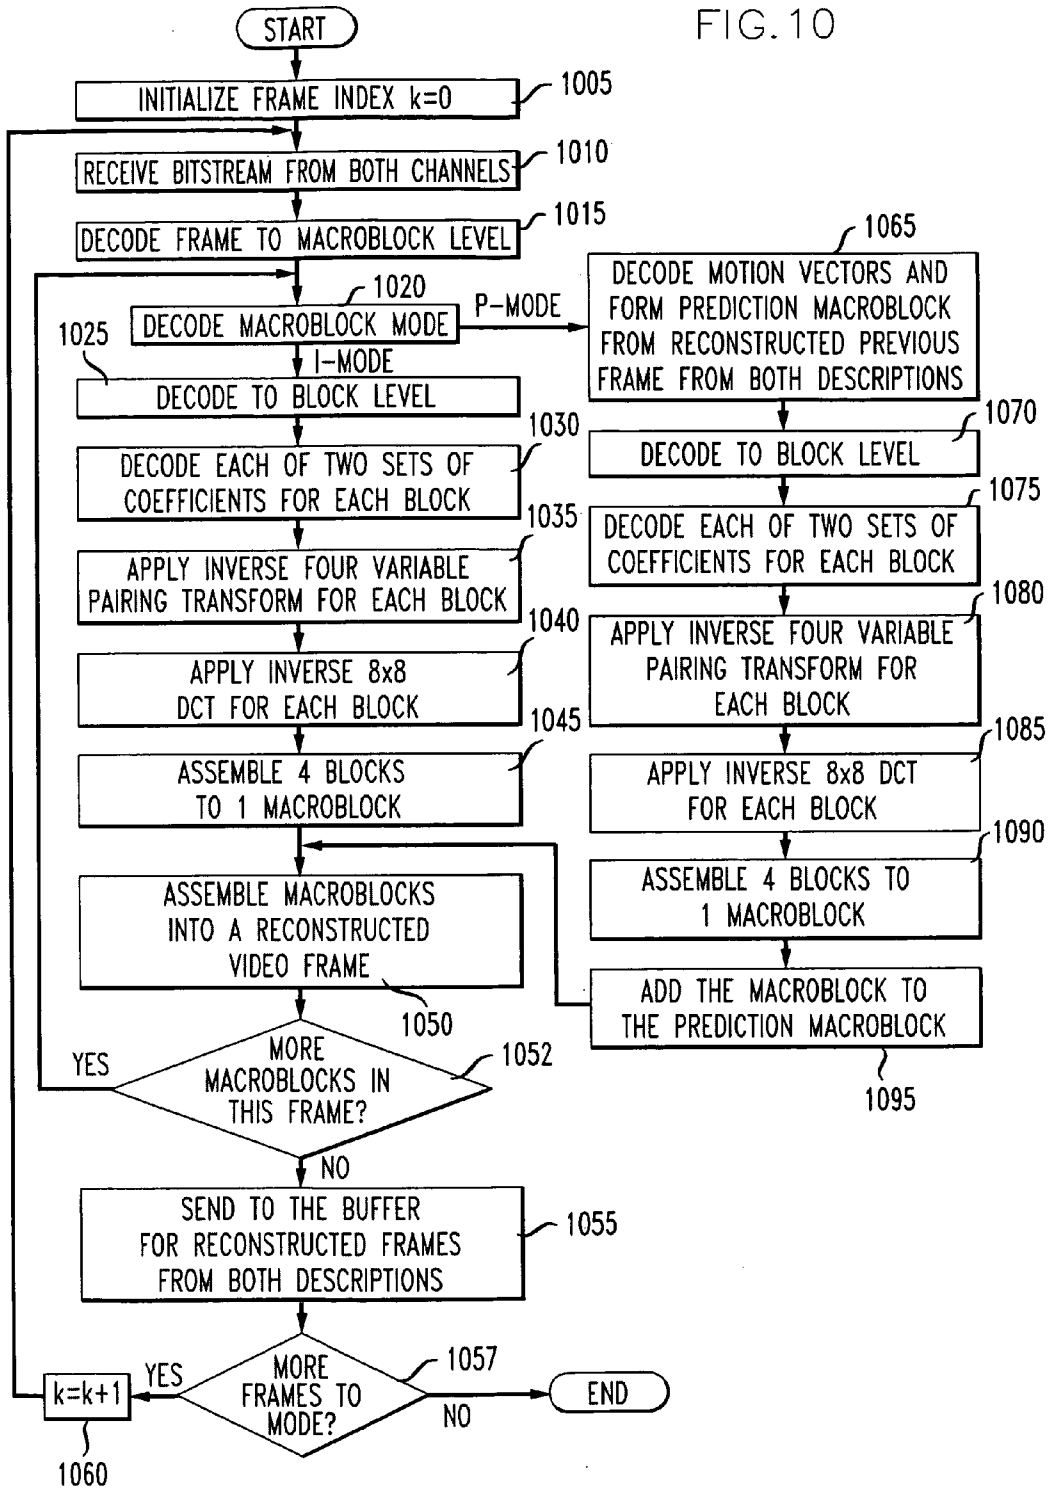 FIG.10
START
INITIALIZE FRAME INDEX k=0
1005
RECEIVE BITSTREAM FROM BOTH CHANNELS
1010
DECODE FRAME TO MACROBLOCK LEVEL
1015
DECODE MACROBLOCK MODE
1020
P-MODE
I-MODE
1025
DECODE TO BLOCK LEVEL
1030
DECODE EACH OF TWO SETS OF
COEFFICIENTS FOR EACH BLOCK
1035
APPLY INVERSE FOUR VARIABLE
PAIRING TRANSFORM FOR EACH BLOCK
1040
APPLY INVERSE 8x8
DCT FOR EACH BLOCK
1045
ASSEMBLE 4 BLOCKS
TO 1 MACROBLOCK
ASSEMBLE MACROBLOCKS
INTO A RECONSTRUCTED
VIDEO FRAME
1050
MORE
MACROBLOCKS IN
THIS FRAME?
1052
YES
NO
SEND TO THE BUFFER
FOR RECONSTRUCTED FRAMES
FROM BOTH DESCRIPTIONS
1055
MORE
FRAMES TO
MODE?
1057
YES
NO
k=k+1
1060
END
1065
DECODE MOTION VECTORS AND
FORM PREDICTION MACROBLOCK
FROM RECONSTRUCTED PREVIOUS
FRAME FROM BOTH DESCRIPTIONS
1070
DECODE TO BLOCK LEVEL
1075
DECODE EACH OF TWO SETS OF
COEFFICIENTS FOR EACH BLOCK
1080
APPLY INVERSE FOUR VARIABLE
PAIRING TRANSFORM FOR
EACH BLOCK
1085
APPLY INVERSE 8x8 DCT
FOR EACH BLOCK
1090
ASSEMBLE 4 BLOCKS TO
1 MACROBLOCK
ADD THE MACROBLOCK TO
THE PREDICTION MACROBLOCK
1095